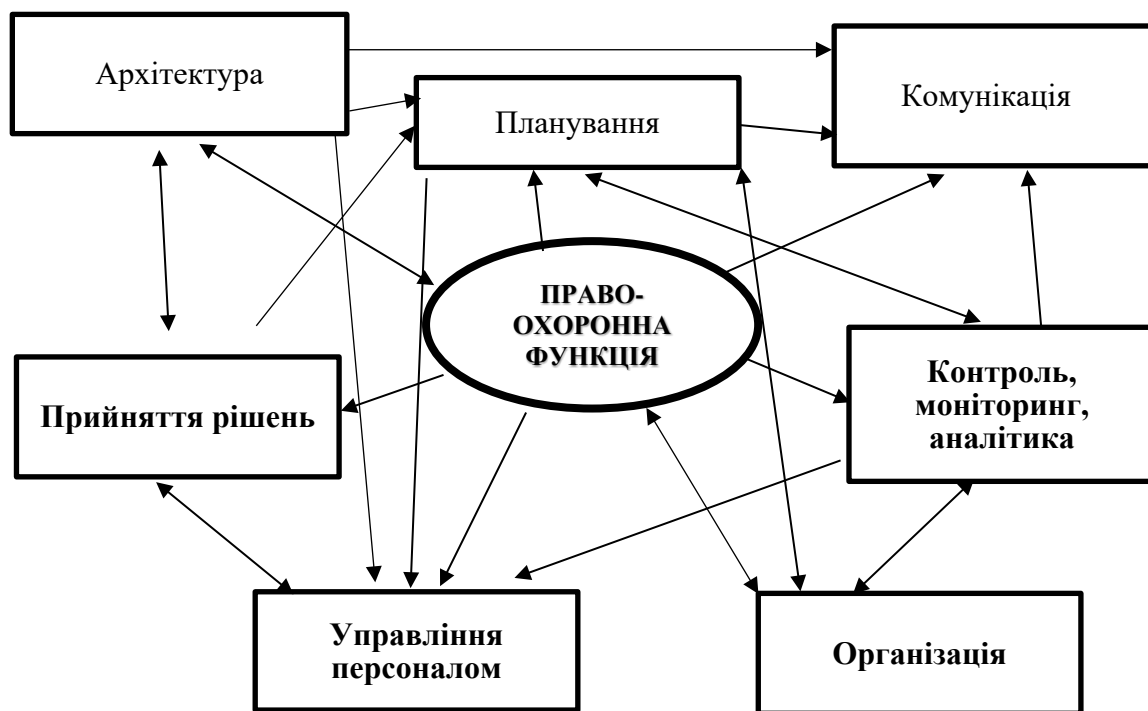 Архітектура
Комунікація
Планування
ПРАВО-
ОХОРОННА
ФУНКЦІЯ
Прийняття рішень
Контроль,
моніторинг,
аналітика
Управління
персоналом
Організація